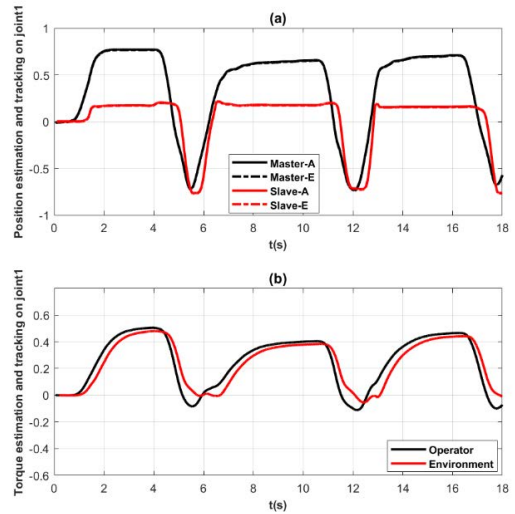 (a)
Position estimation and tracking on joint1
1
0.5
0
-0.5
-1
Master-A
Master-E
Slave-A
Slave-E
0 2 4 6 8 10 12 14 16 18
t(s)
(b)
Torque estimation and tracking on joint1
0.6
0.4
0.2
0
-0.2
-0.4
-0.6
Operator
Environment
0 2 4 6 8 10 12 14 16 18
t(s)